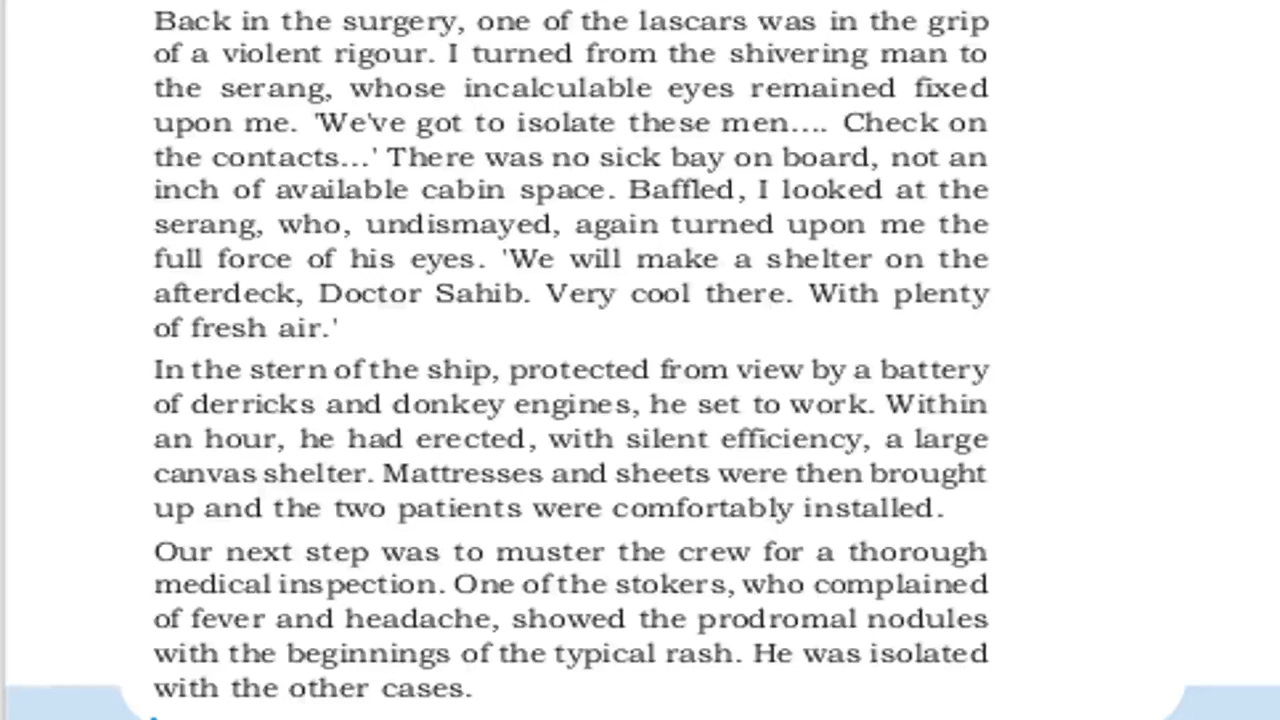 Back in the surgery, one of the lascars was in the grip
of a violent rigour. I turned from the shivering man to
the serang, whose incalculable eyes remained fixed
upon me. 'We've got to isolate these men.... Check on
the contacts...' There was no sick bay on board, not an
inch of available cabin space. Baffled, I looked at the
serang, who, undismayed, again turned upon me the
full force of his eyes. 'We will make a shelter on the
afterdeck, Doctor Sahib. Very cool there. With plenty
of fresh air.'
In the stern of the ship, protected from view by a battery
of derricks and donkey engines, he set to work. Within
an hour, he had erected, with silent efficiency, a large
canvas shelter. Mattresses and sheets were then brought
up and the two patients were comfortably installed.
Our next step was to muster the crew for a thorough
medical inspection. One of the stokers, who complained
of fever and headache, showed the prodromal nodules
with the beginnings of the typical rash. He was isolated
with the other cases.